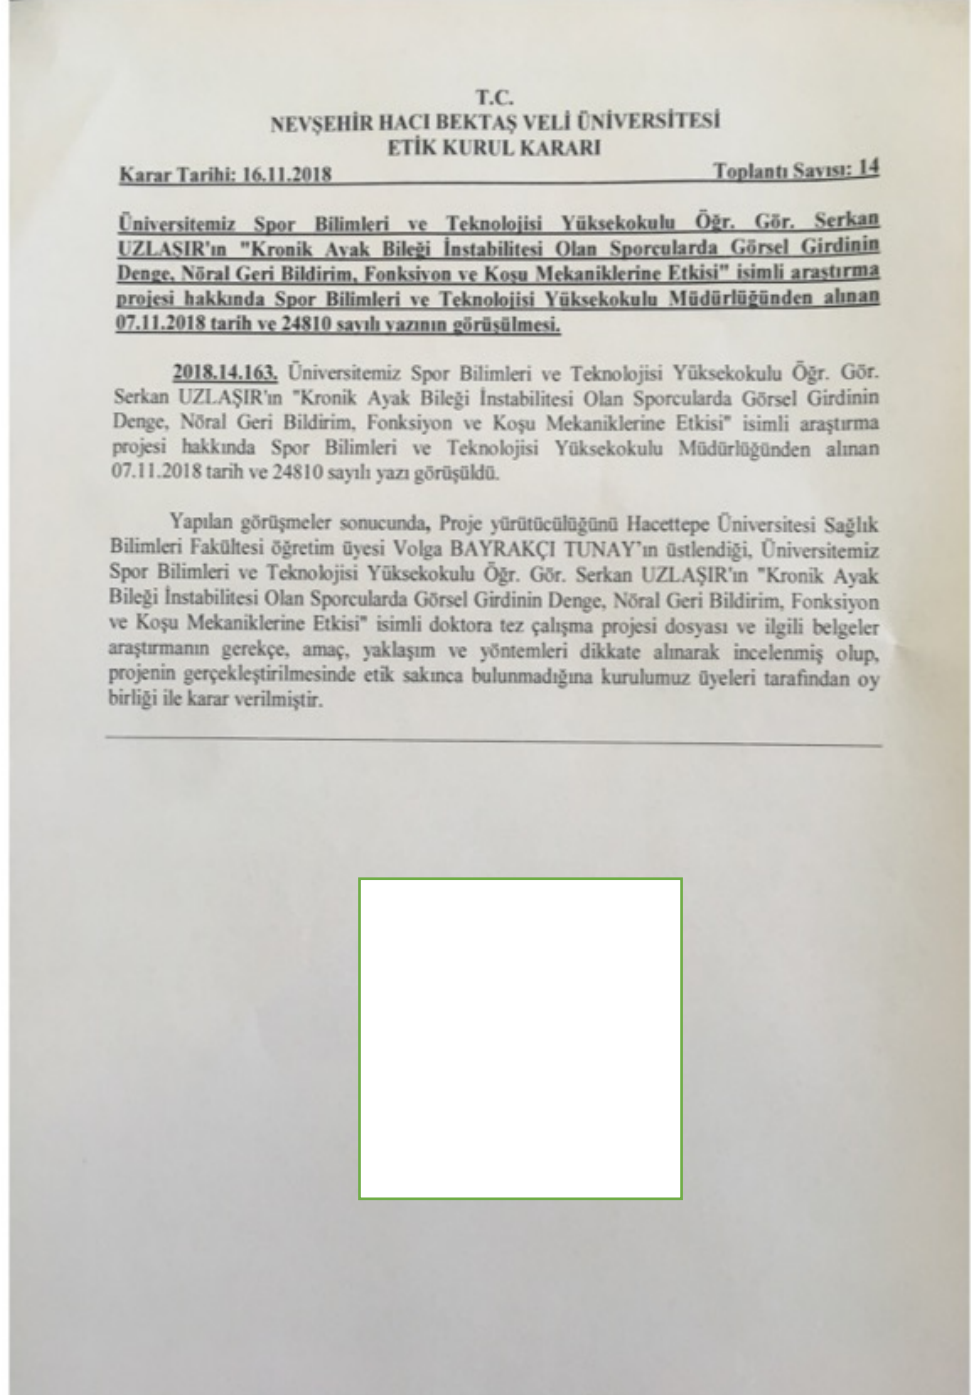 T.C.
NEVŞEHİR HACI BEKTAŞ VELİ ÜNİVERSİTESİ
ETİK KURUL KARARI
Karar Tarihi: 16.11.2018 Toplantı Sayısı: 14
Üniversitemiz Spor Bilimleri ve Teknolojisi Yüksekokulu Öğr. Gör. Serkan
UZLAŞIR'ın "Kronik Ayak Bileği İnstabilitesi Olan Sporcularda Görsel Girdinin
Denge, Nöral Geri Bildirim, Fonksiyon ve Koşu Mekaniklerine Etkisi" isimli araştırma
projesi hakkında Spor Bilimleri ve Teknolojisi Yüksekokulu Müdürlüğünden alınan
07.11.2018 tarih ve 24810 sayılı yazının görüşülmesi.
2018.14.163. Üniversitemiz Spor Bilimleri ve Teknolojisi Yüksekokulu Öğr. Gör.
Serkan UZLAŞIR'ın "Kronik Ayak Bileği İnstabilitesi Olan Sporcularda Görsel Girdinin
Denge, Nöral Geri Bildirim, Fonksiyon ve Koşu Mekaniklerine Etkisi" isimli araştırma
projesi hakkında Spor Bilimleri ve Teknolojisi Yüksekokulu Müdürlüğünden alınan
07.11.2018 tarih ve 24810 sayılı yazı görüşüldü.
Yapılan görüşmeler sonucunda, Proje yürütücülüğünü Hacettepe Üniversitesi Sağlık
Bilimleri Fakültesi öğretim üyesi Volga BAYRAKÇI TUNAY'ın üstlendiği, Üniversitemiz
Spor Bilimleri ve Teknolojisi Yüksekokulu Öğr. Gör. Serkan UZLAŞIR'ın "Kronik Ayak
Bileği İnstabilitesi Olan Sporcularda Görsel Girdinin Denge, Nöral Geri Bildirim, Fonksiyon
ve Koşu Mekaniklerine Etkisi" isimli doktora tez çalışma projesi dosyası ve ilgili belgeler
araştırmanın gerekçe, amaç, yaklaşım ve yöntemleri dikkate alınarak incelenmiş olup,
projenin gerçekleştirilmesinde etik sakınca bulunmadığına kurulumuz üyeleri tarafından oy
birliği ile karar verilmiştir.